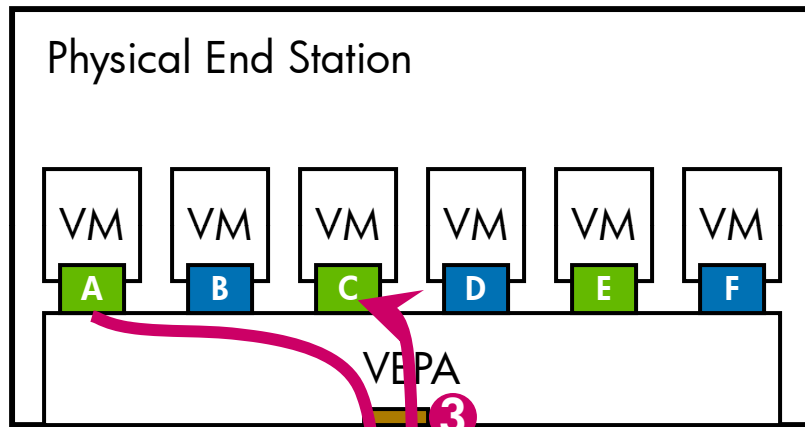 Physical End Station
VM VM VM VM VM VM
A B C D E F
VEPA
3